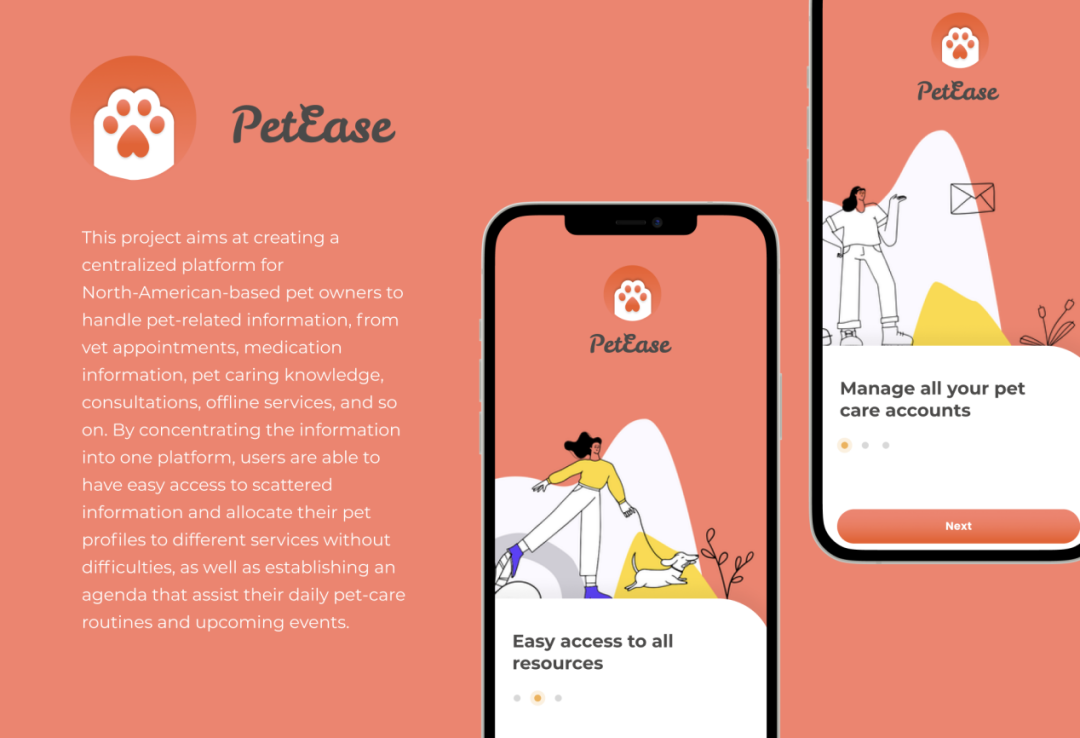 PetEase
This project aims at creating a
centralized platform for
North-American-based pet owners to
handle pet-related information, from
vet appointments, medication
information, pet caring knowledge,
consultations, offline services, and so
on. By concentrating the information
into one platform, users are able to
have easy access to scattered
information and allocate their pet
profiles to different services without
difficulties, as well as establishing an
agenda that assist their daily pet-care
routines and upcoming events.
PetEase
Easy access to all
resources
PetEase
Manage all your pet
care accounts
Next